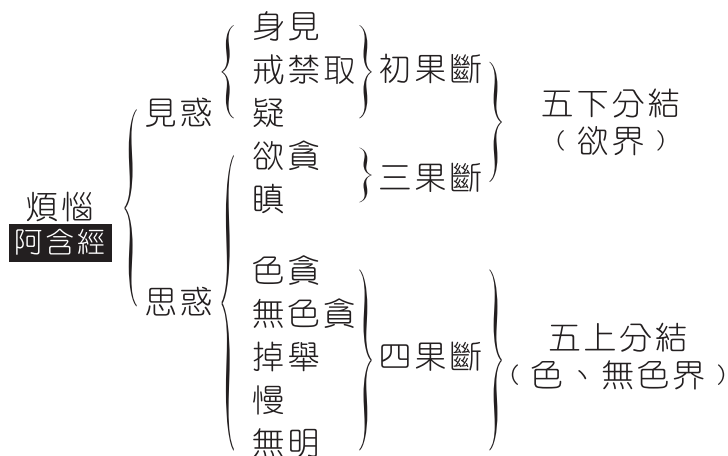 煩惱
阿含經
見惑
思惑
身見
戒禁取
疑
欲貪
瞋
色貪
無色貪
掉舉
慢
無明
初果斷
三果斷
四果斷
五下分結
（欲界）
五上分結
（色、無色界）